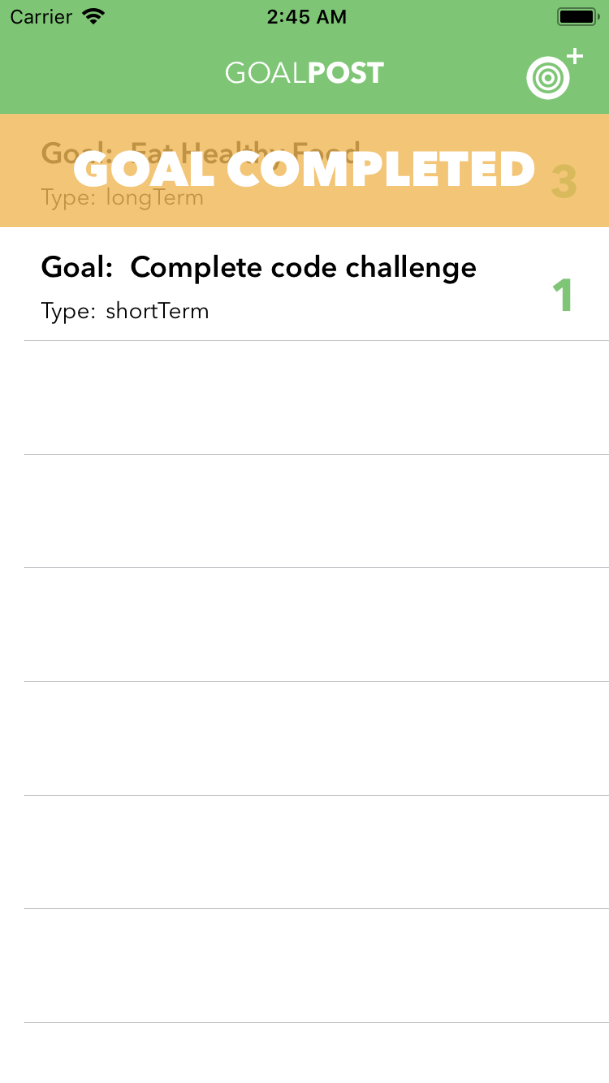 Carrier 2:45 AM
GOALPOST
Goal: Eat Healthy Food
GOAL COMPLETED
3
Type: longTerm
Goal: Complete code challenge
1
Type: shortTerm